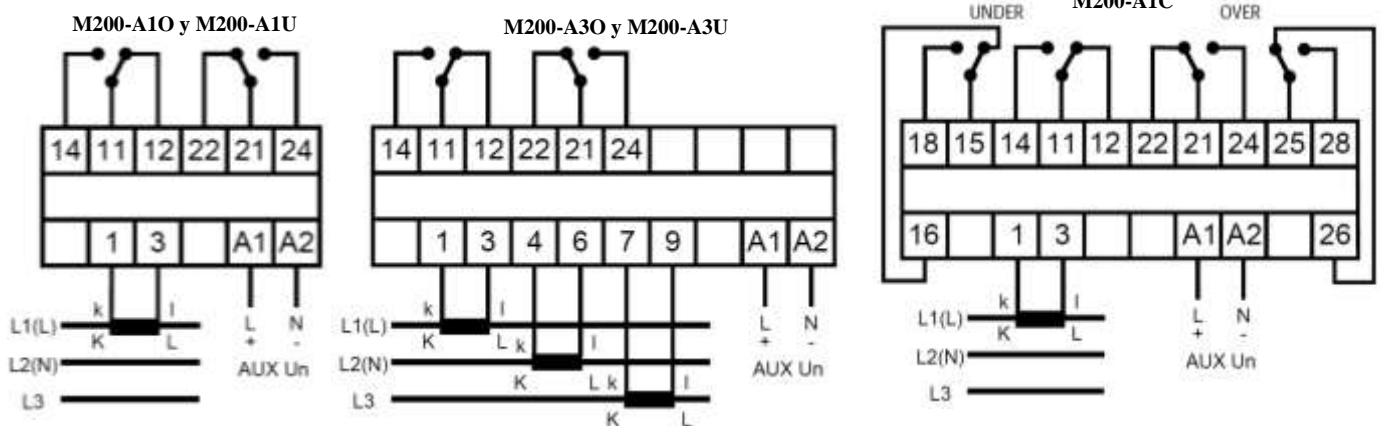 M200-A1O y M200-A1U
14 11 12 22 21 24
1 3 A1 A2
k l
L1(L)
K L
L N
+ -
L2(N)
AUX Un
L3
M200-A3O y M200-A3U
14 11 12 22 21 24
1 3 4 6 7 9 A1 A2
k l
L1(L)
K L
k l
L2(N)
K L
k l
L3
K L
L N
+ -
AUX Un
M200-A1C
UNDER OVER
18 15 14 11 12 22 21 24 25 28
16 1 3 A1 A2 26
k l
L1(L)
K L
L N
+ -
L2(N)
AUX Un
L3